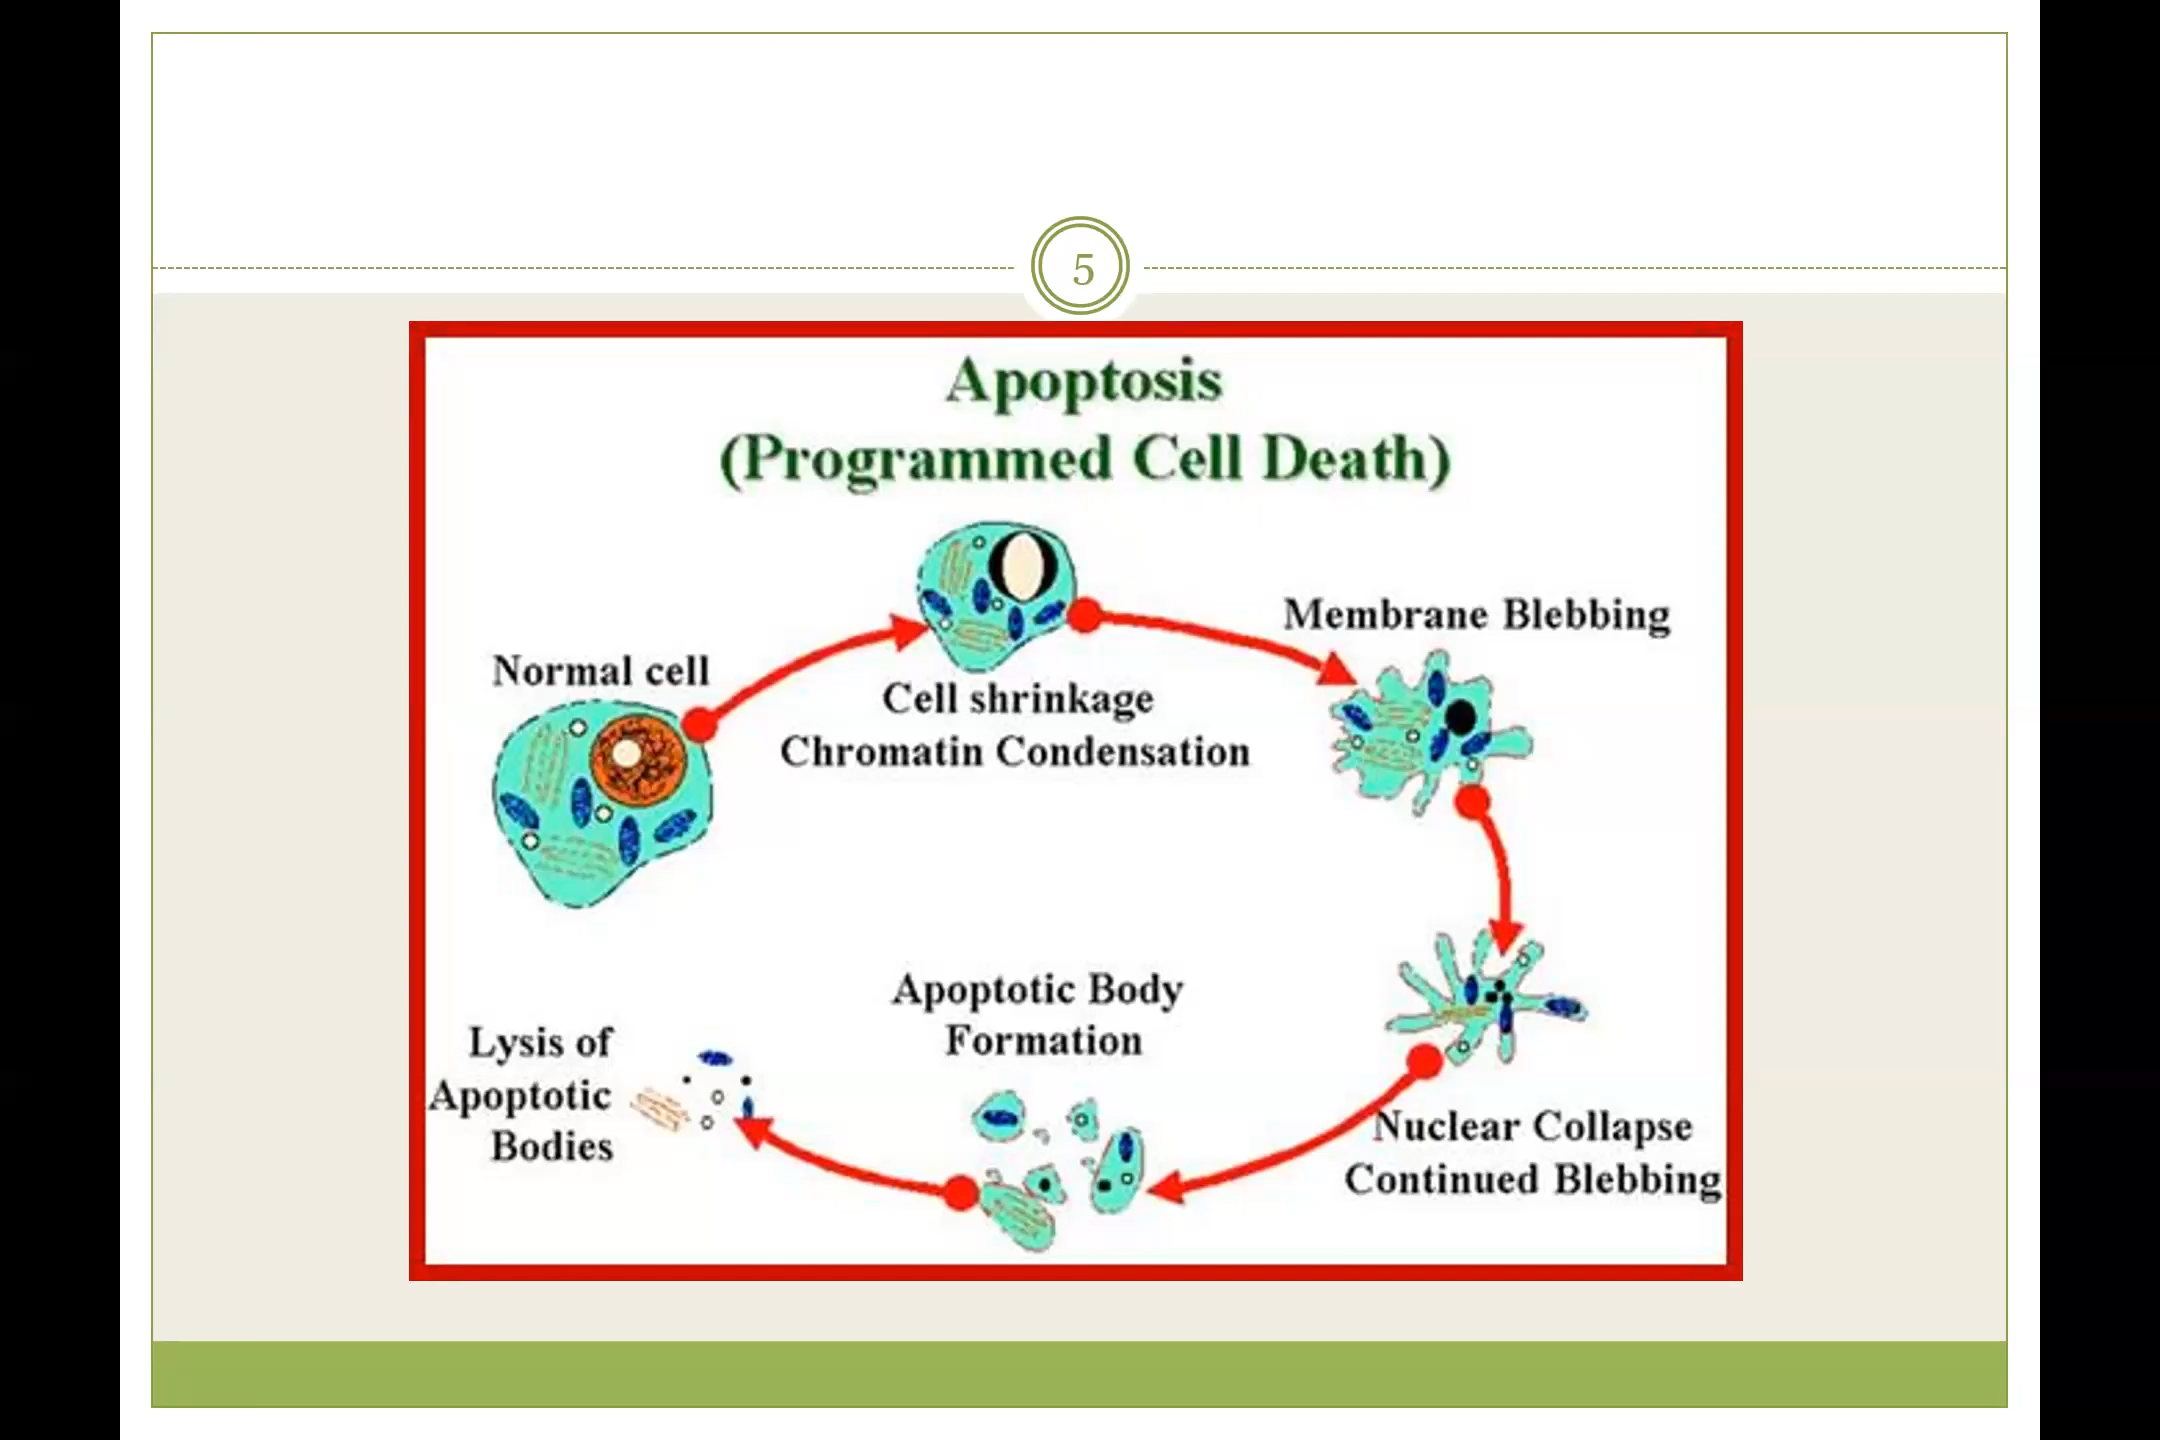 5
Apoptosis
(Programmed Cell Death)
Normal cell
Cell shrinkage
Chromatin Condensation
Membrane Blebbing
Nuclear Collapse
Continued Blebbing
Apoptotic Body
Formation
Lysis of
Apoptotic
Bodies